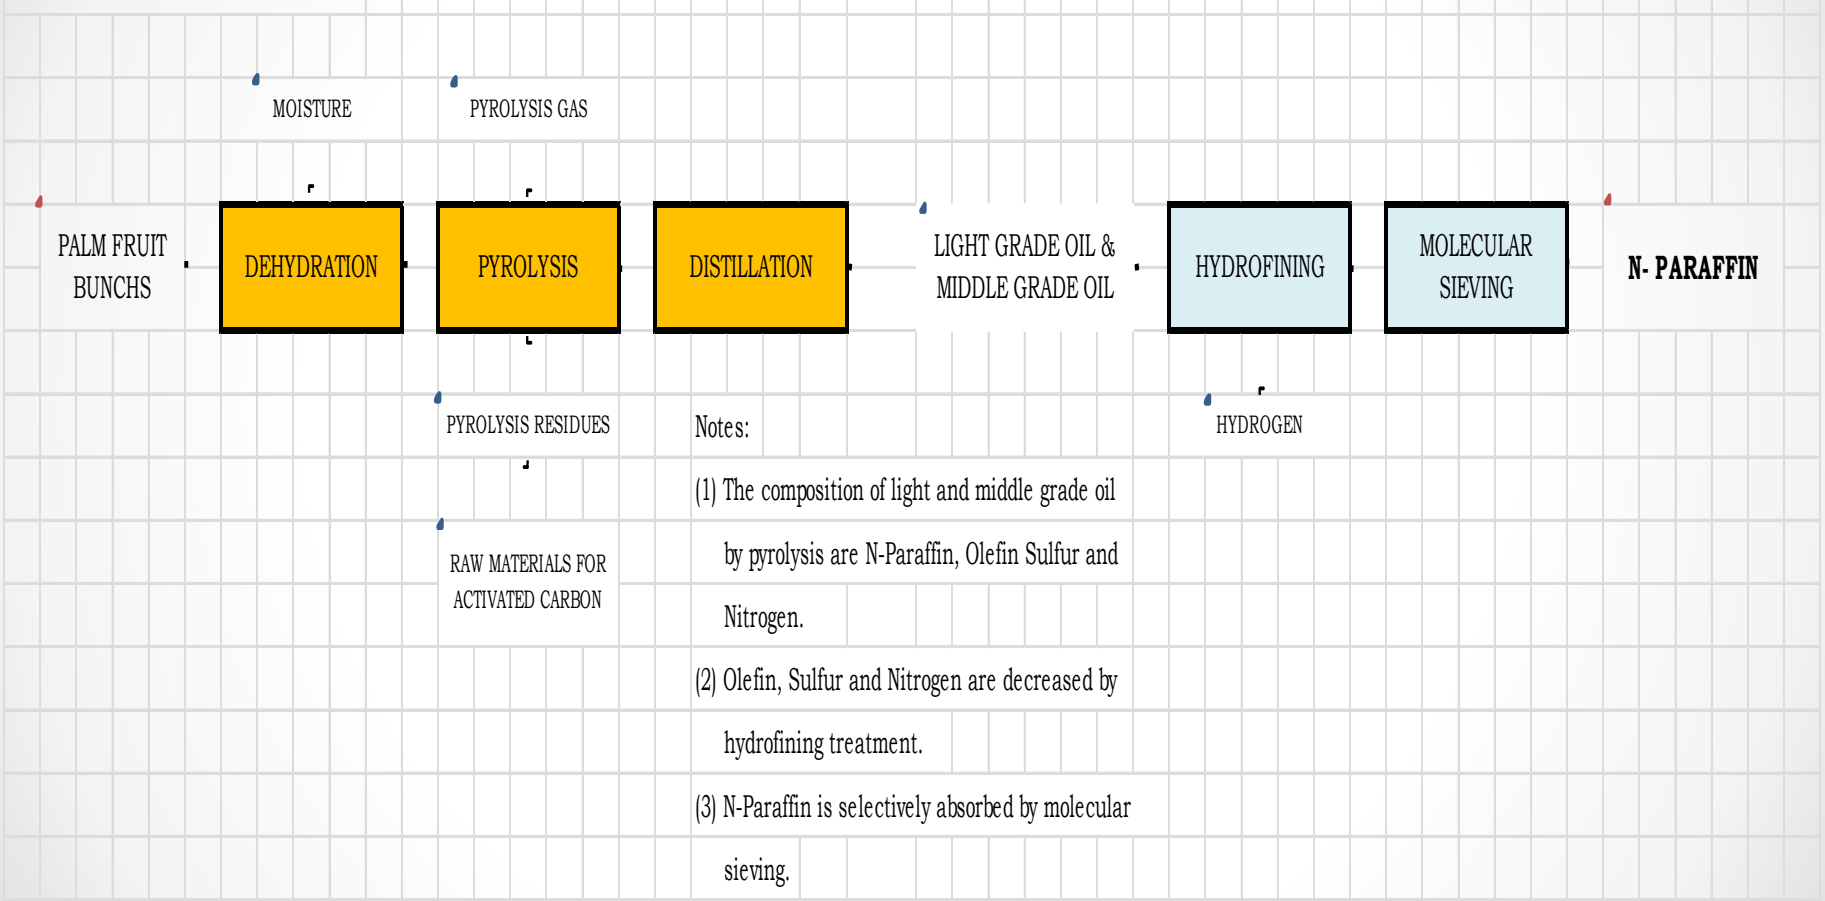 MOISTURE
PYROLYSIS GAS
PALM FRUIT
BUNCHS
DEHYDRATION
PYROLYSIS
DISTILLATION
LIGHT GRADE OIL &
MIDDLE GRADE OIL
HYDROFINING
MOLECULAR
SIEVING
N- PARAFFIN
PYROLYSIS RESIDUES
HYDROGEN
RAW MATERIALS FOR
ACTIVATED CARBON
Notes:
(1) The composition of light and middle grade oil
by pyrolysis are N-Paraffin, Olefin Sulfur and
Nitrogen.
(2) Olefin, Sulfur and Nitrogen are decreased by
hydrofining treatment.
(3) N-Paraffin is selectively absorbed by molecular
sieving.